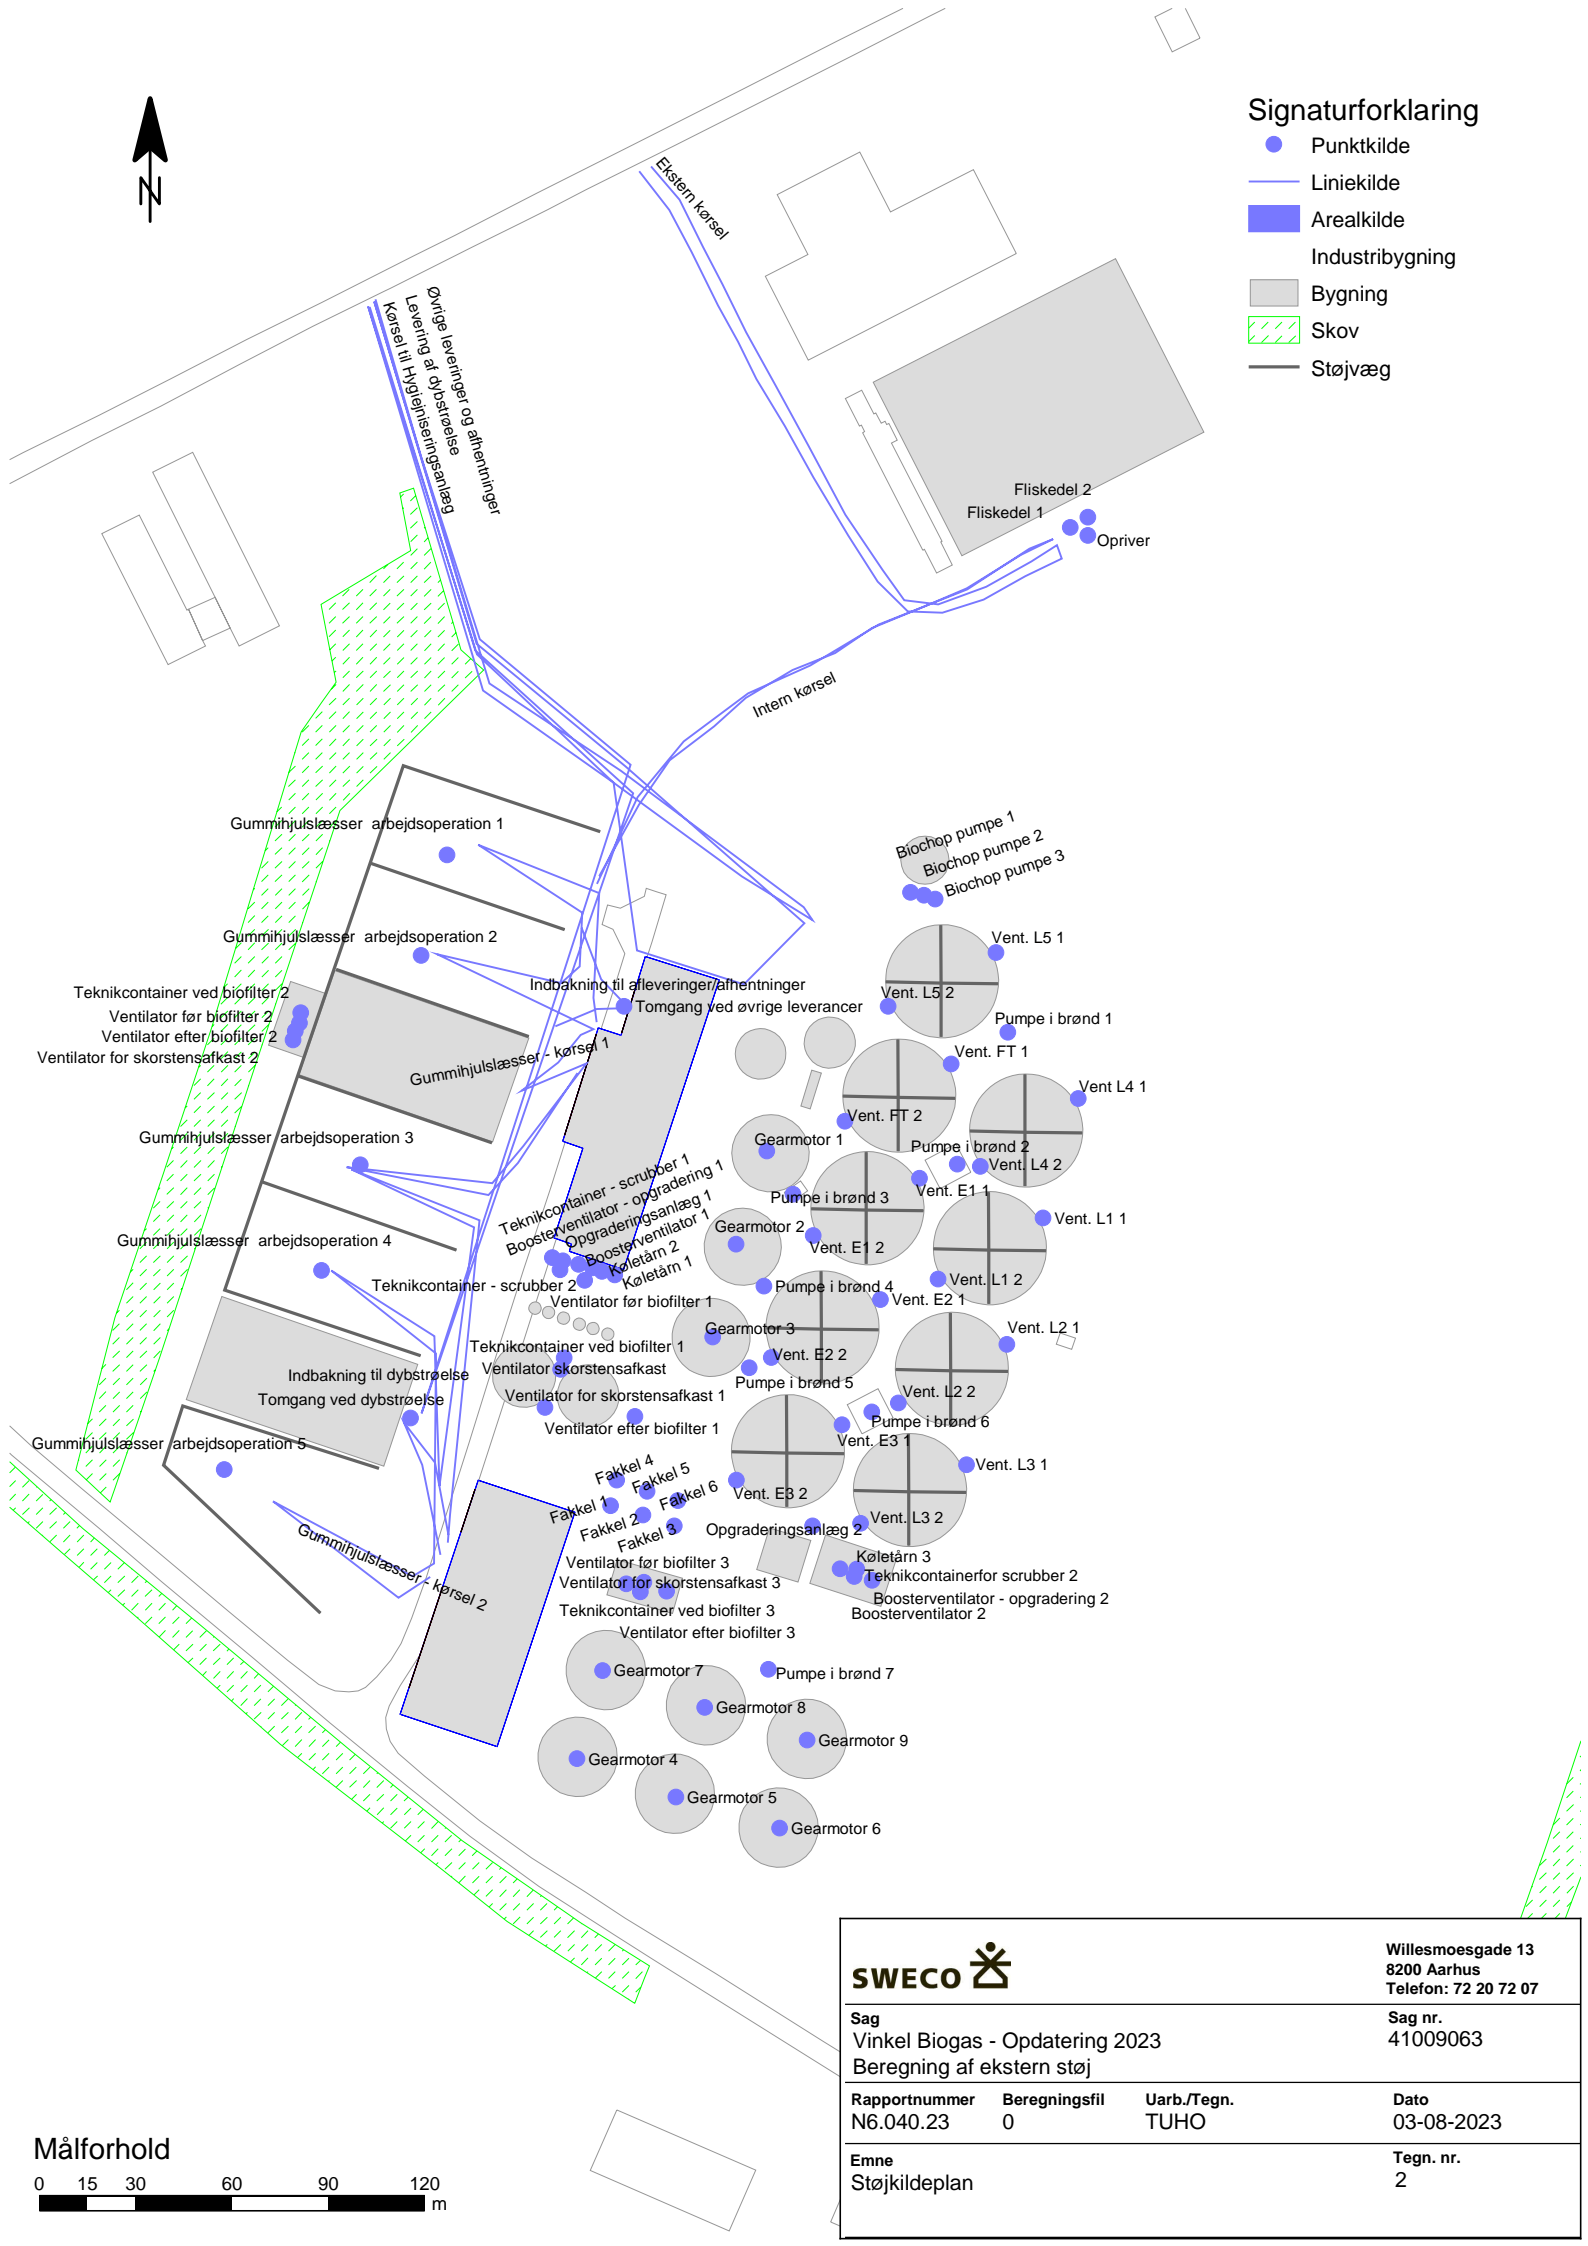 N
Signaturforklaring
Punktkilde
Liniekilde
Arealkilde
Industribygning
Bygning
Skov
Støjvæg
Ekstern kørsel
Øvrige leveringer og afhentninger
Levering af dybstrøelse
Kørsel til Hygiejniseringsanlæg
Fliskedel 2
Fliskedel 1
Opriver
Intern kørsel
Gummihjulslæsser arbejdsoperation 1
Biochop pumpe 1
Biochop pumpe 2
Biochop pumpe 3
Gummihjulslæsser arbejdsoperation 2
Vent. L5 1
Teknikcontainer ved biofilter 2
Indbakning til afleveringer/afhentninger
Vent. L5 2
Tomgang ved øvrige leverancer
Ventilator før biofilter 2
Pumpe i brønd 1
Ventilator efter biofilter 2
Ventilator for skorstensafkast 2
Gummihjulslæsser - kørsel 1
Vent. FT 1
Vent L4 1
Vent. FT 2
Gummihjulslæsser arbejdsoperation 3
Gearmotor 1
Pumpe i brønd 2
Vent. L4 2
Teknikcontainer - scrubber 1
Boosterventilator - opgradering 1
Opgraderingsanlæg 1
Boosterventilator 1
Køletårn 2
Køletårn 1
Pumpe i brønd 3
Vent. E1 1
Vent. L1 1
Gearmotor 2
Gummihjulslæsser arbejdsoperation 4
Vent. E1 2
Teknikcontainer - scrubber 2
Pumpe i brønd 4
Vent. L1 2
Ventilator før biofilter 1
Vent. E2 1
Gearmotor 3
Vent. L2 1
Teknikcontainer ved biofilter 1
Vent. E2 2
Ventilator skorstensafkast
Indbakning til dybstrøelse
Pumpe i brønd 5
Tomgang ved dybstrøelse
Ventilator for skorstensafkast 1
Vent. L2 2
Ventilator efter biofilter 1
Pumpe i brønd 6
Vent. E3 1
Gummihjulslæsser arbejdsoperation 5
Fakkel 4
Fakkel 5
Fakkel 6
Fakkel 1
Fakkel 2
Fakkel 3
Vent. L3 1
Vent. E3 2
Vent. L3 2
Opgraderingsanlæg 2
Gummihjulslæsser - kørsel 2
Ventilator før biofilter 3
Køletårn 3
Ventilator for skorstensafkast 3
Teknikcontainerfor scrubber 2
Boosterventilator - opgradering 2
Teknikcontainer ved biofilter 3
Boosterventilator 2
Ventilator efter biofilter 3
Gearmotor 7
Pumpe i brønd 7
Gearmotor 8
Gearmotor 9
Gearmotor 4
Gearmotor 5
Gearmotor 6
SWECO
Willesmoesgade 13
8200 Aarhus
Telefon: 72 20 72 07
Sag
Vinkel Biogas - Opdatering 2023
Beregning af ekstern støj
Sag nr.
41009063
Rapportnummer Beregningsfil Uarb./Tegn. Dato
N6.040.23 0 TUHO 03-08-2023
Emne
Støjkildeplan
Tegn. nr.
2
Målforhold
0 15 30 60 90 120
m